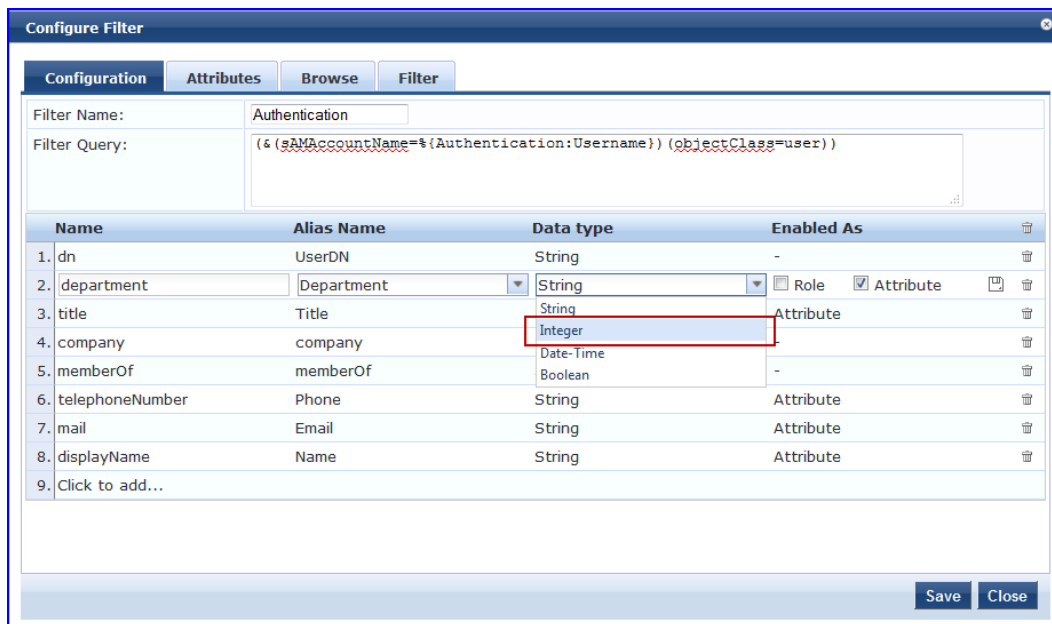 Configure Filter
Configuration Attributes Browse Filter
Filter Name: Authentication
Filter Query: (&(sAMAccountName=%{Authentication:Username})(objectClass=user))
Name Alias Name Data type Enabled As
1. dn UserDN String -
2. department Department String Role Attribute
String
3. title Title Attribute
Integer
4. company company -
Date-Time
5. memberOf memberOf -
Boolean
6. telephoneNumber Phone String Attribute
7. mail Email String Attribute
8. displayName Name String Attribute
9. Click to add...
Save Close